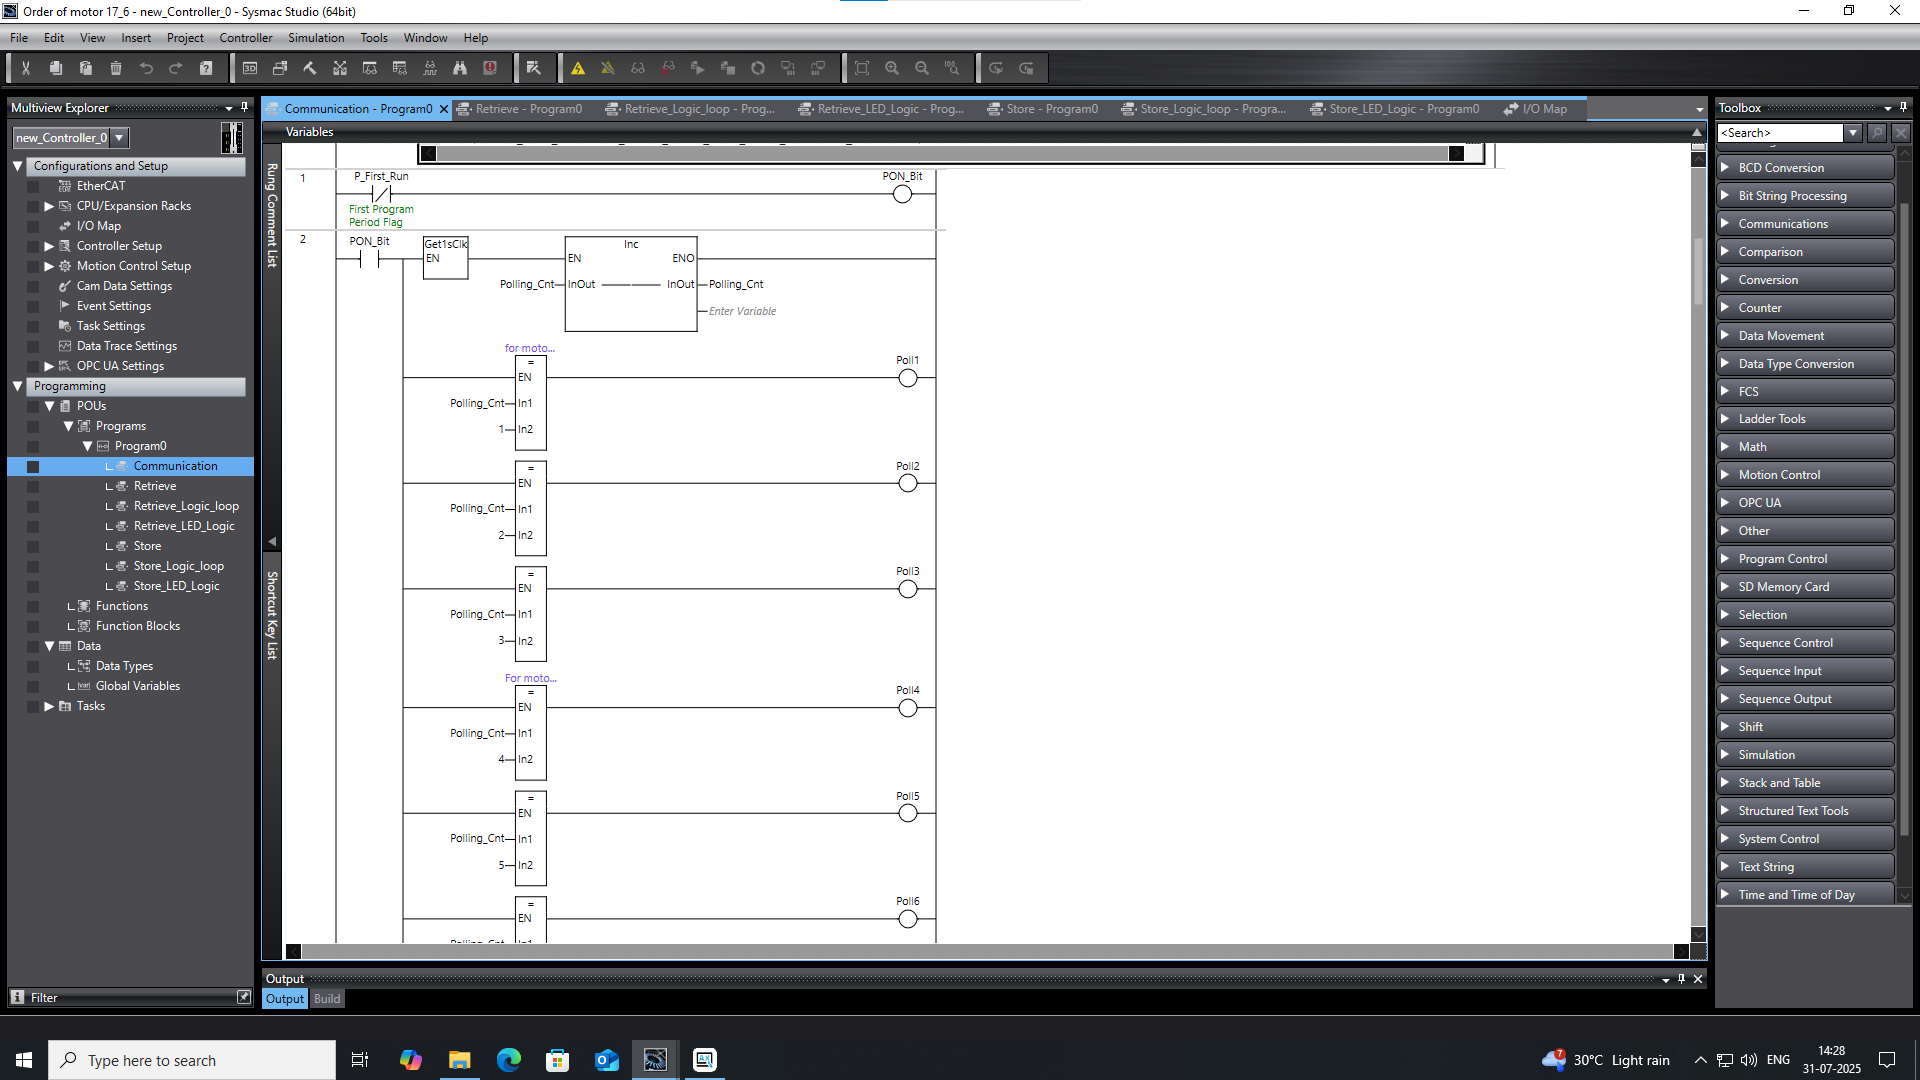 Order of motor 17_6 - new_Controller_0 - Sysmac Studio (64bit)
File Edit View Insert Project Controller Simulation Tools Window Help
Multiview Explorer
new_Controller_0
Configurations and Setup
EtherCAT
CPU/Expansion Racks
I/O Map
Controller Setup
Motion Control Setup
Cam Data Settings
Event Settings
Task Settings
Data Trace Settings
OPC UA Settings
Programming
POUs
Programs
Program0
Communication
Retrieve
Retrieve_Logic_loop
Retrieve_LED_Logic
Store
Store_Logic_loop
Store_LED_Logic
Functions
Function Blocks
Data
Data Types
Global Variables
Tasks
Filter
Communication - Program0 Retrieve - Program0 Retrieve_Logic_loop - Prog... Retrieve_LED_Logic - Prog... Store - Program0 Store_Logic_loop - Progra... Store_LED_Logic - Program0 I/O Map
Variables
Rung Comment List
Shortcut Key List
1
P_First_Run PON_Bit
First Program
Period Flag
2
PON_Bit Get1sClk Inc
EN EN ENO
Polling_Cnt InOut InOut Polling_Cnt
Enter Variable
for moto...
= Poll1
EN
Polling_Cnt In1
1 In2
= Poll2
EN
Polling_Cnt In1
2 In2
= Poll3
EN
Polling_Cnt In1
3 In2
For moto...
= Poll4
EN
Polling_Cnt In1
4 In2
= Poll5
EN
Polling_Cnt In1
5 In2
= Poll6
EN
Output
Output Build
Toolbox
<Search>
BCD Conversion
Bit String Processing
Communications
Comparison
Conversion
Counter
Data Movement
Data Type Conversion
FCS
Ladder Tools
Math
Motion Control
OPC UA
Other
Program Control
SD Memory Card
Selection
Sequence Control
Sequence Input
Sequence Output
Shift
Simulation
Stack and Table
Structured Text Tools
System Control
Text String
Time and Time of Day
Type here to search
7 30°C Light rain ENG 14:28
31-07-2025